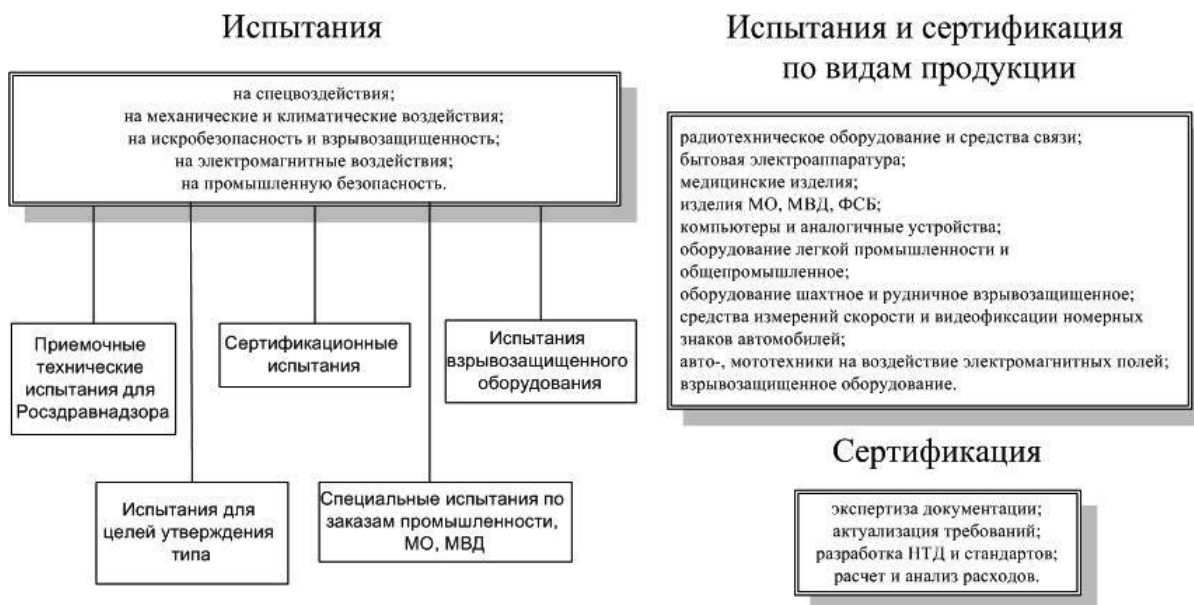 Испытания
на спецвоздействия;
на механические и климатические воздействия;
на искробезопасность и взрывозащищенность;
на электромагнитные воздействия;
на промышленную безопасность.
Приемочные
технические
испытания для
Росздравнадзора
Сертификационные
испытания
Испытания
взрывозащищенного
оборудования
Испытания для
целей утверждения
типа
Специальные испытания по
заказам промышленности,
МО, МВД
Испытания и сертификация
по видам продукции
радиотехническое оборудование и средства связи;
бытовая электроаппаратура;
медицинские изделия;
изделия МО, МВД, ФСБ;
компьютеры и аналогичные устройства;
оборудование легкой промышленности и
общепромышленное;
оборудование шахтное и рудничное взрывозащищенное;
средства измерений скорости и видеофиксации номерных
знаков автомобилей;
авто-, мототехники на воздействие электромагнитных полей;
взрывозащищенное оборудование.
Сертификация
экспертиза документации;
актуализация требований;
разработка НТД и стандартов;
расчет и анализ расходов.